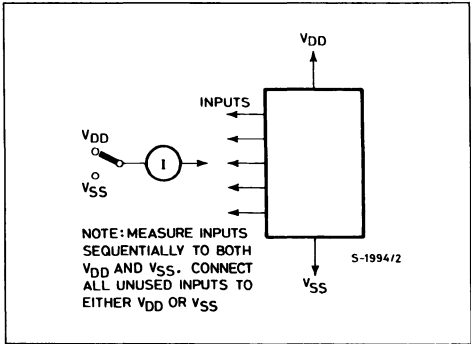 VDD
INPUTS
VDD
I
VSS
NOTE: MEASURE INPUTS
SEQUENTIALLY TO BOTH
VDD AND VSS. CONNECT
ALL UNUSED INPUTS TO
EITHER VDD OR VSS
S-1994/2
VSS